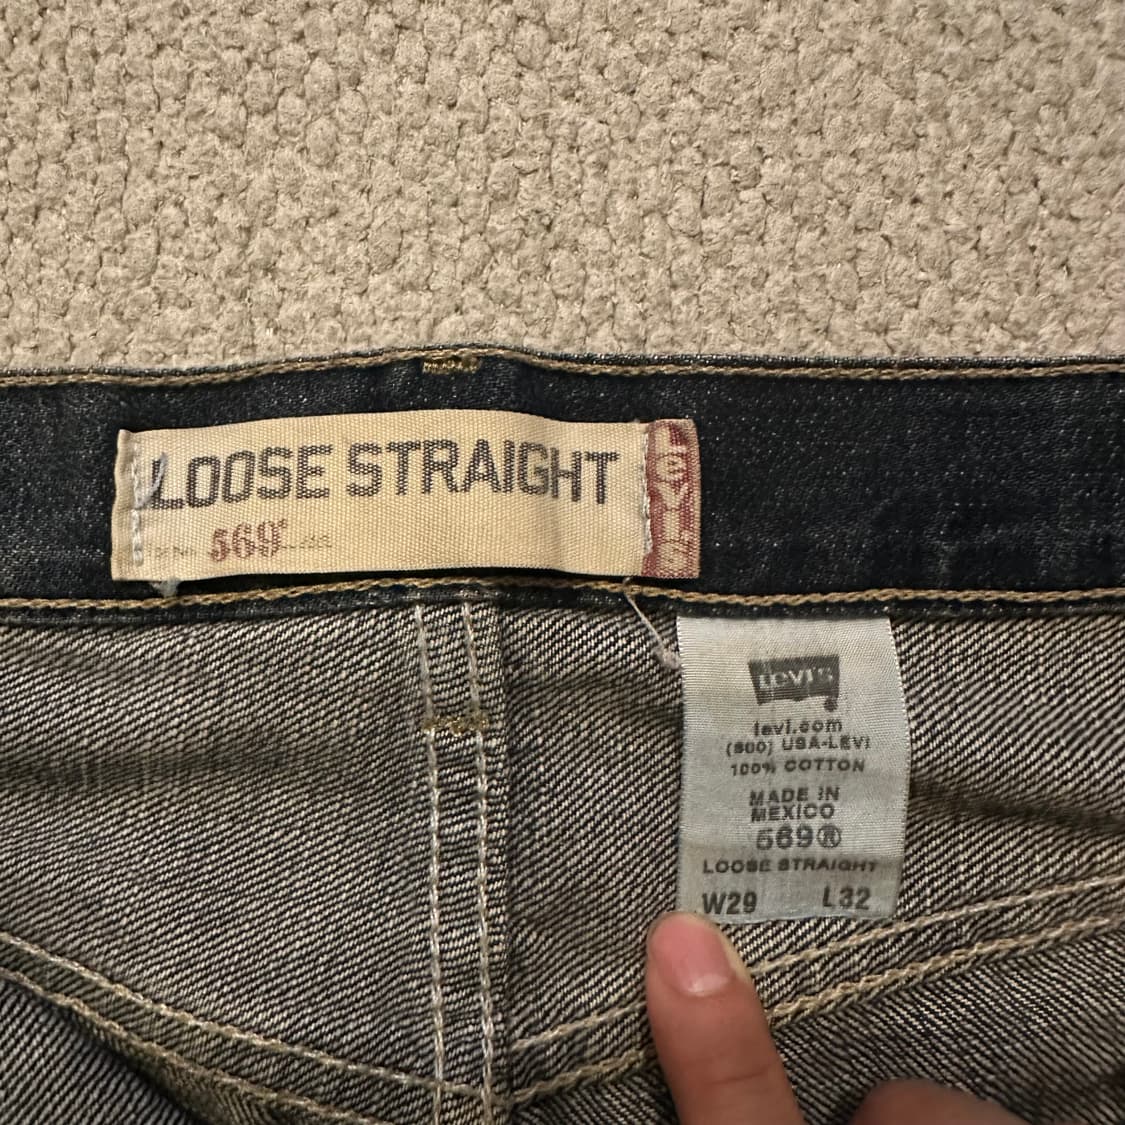 LOOSE STRAIGHT
569
LEVI'S
LEVI'S
levi.com
(800) USA-LEVI
100% COTTON
MADE IN
MEXICO
569®
LOOSE STRAIGHT
W29 L32